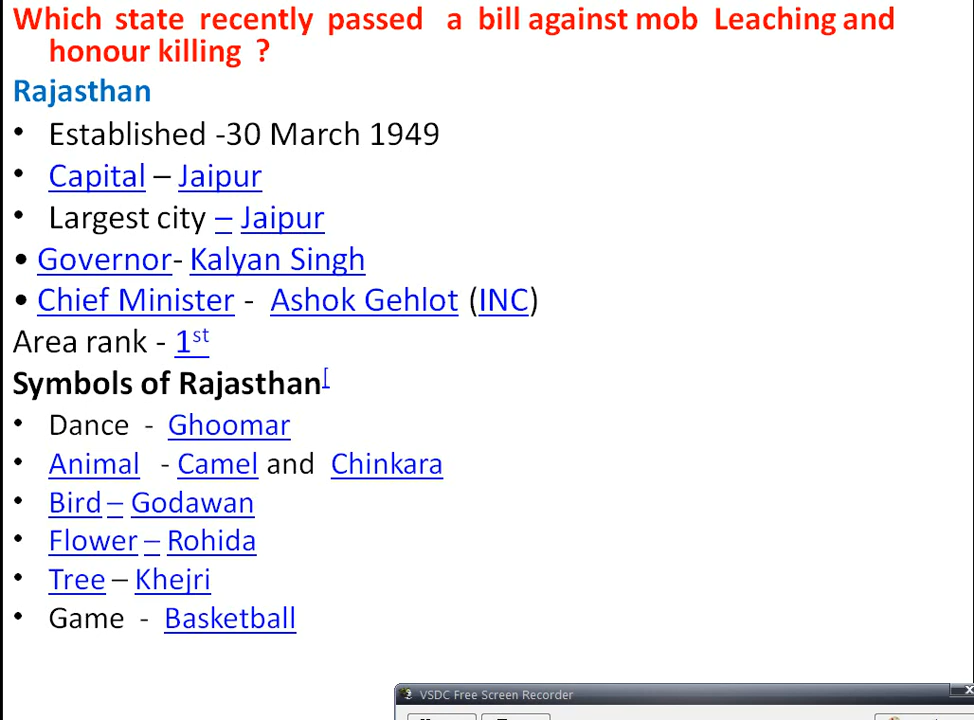 Which state recently passed a bill against mob Leaching and
honour killing ?
Rajasthan
• Established -30 March 1949
• Capital – Jaipur
• Largest city – Jaipur
• Governor- Kalyan Singh
• Chief Minister - Ashok Gehlot (INC)
Area rank - 1st
Symbols of Rajasthan[
• Dance - Ghoomar
• Animal - Camel and Chinkara
• Bird – Godawan
• Flower – Rohida
• Tree – Khejri
• Game - Basketball
VSDC Free Screen Recorder